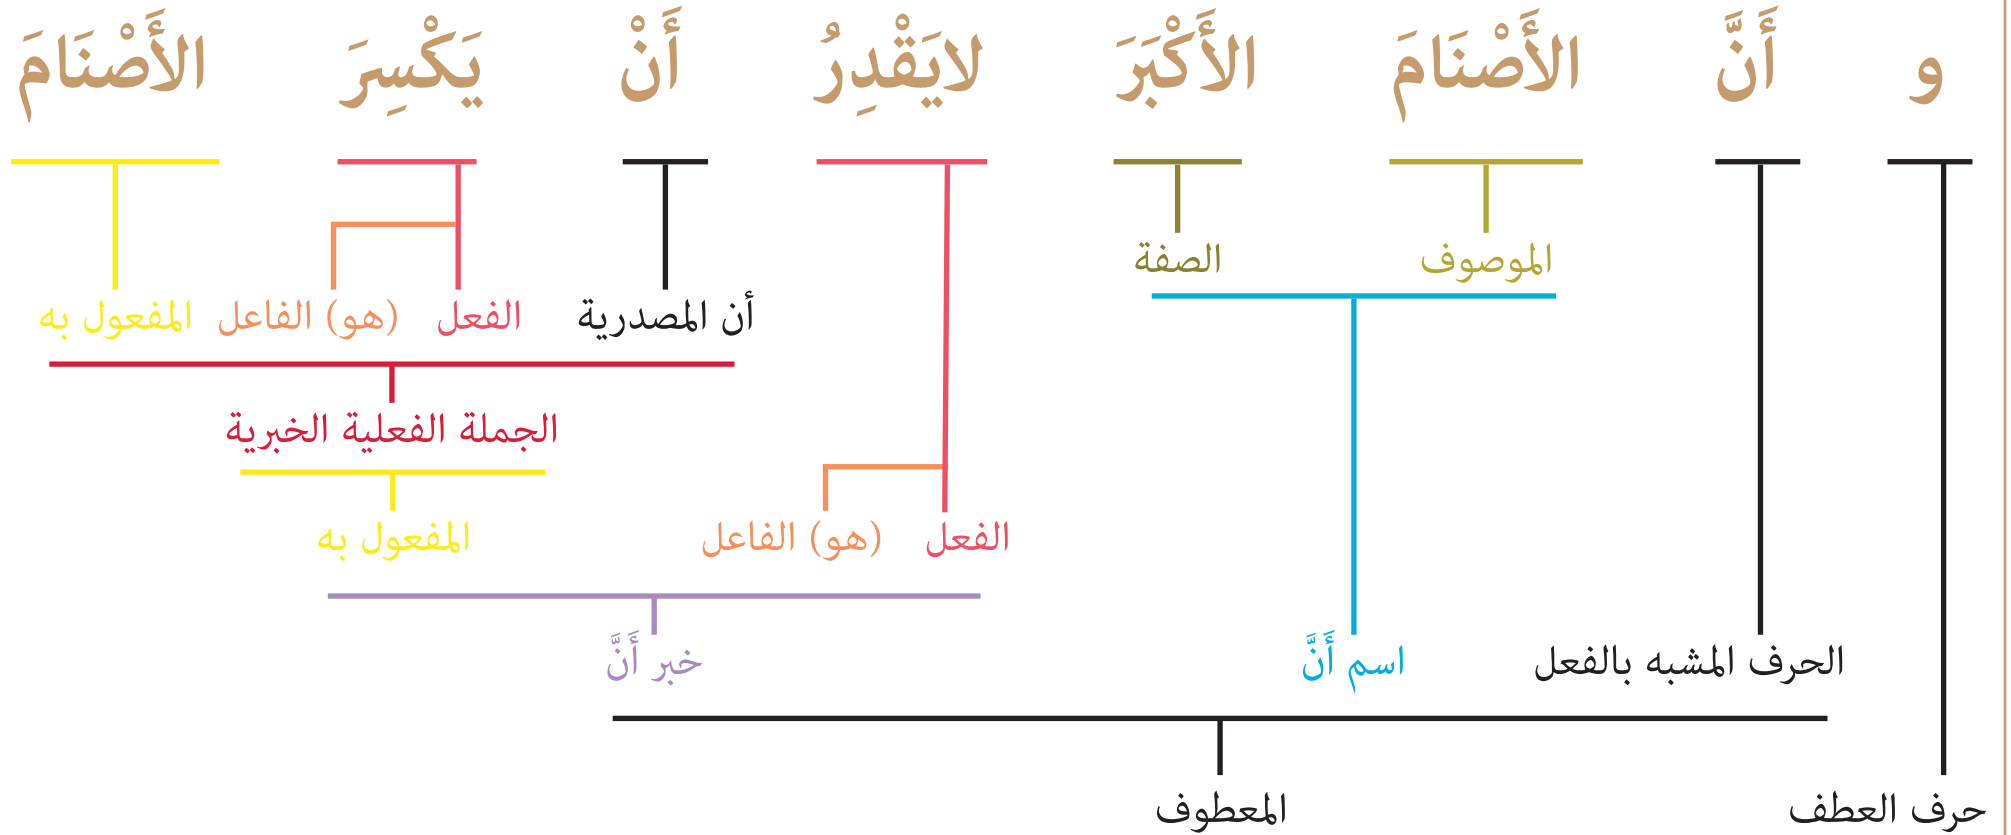 و أَنَّ الأَصْنَامَ الأَكْبَرَ لايَقْدِرُ أَنْ يَكْسِرَ الأَصْنَامَ
الموصوف الصفة
أن المصدرية الفعل (هو) الفاعل المفعول به
الجملة الفعلية الخبرية
الفعل (هو) الفاعل المفعول به
الحرف المشبه بالفعل اسم أَنَّ خبر أَنَّ
حرف العطف المعطوف